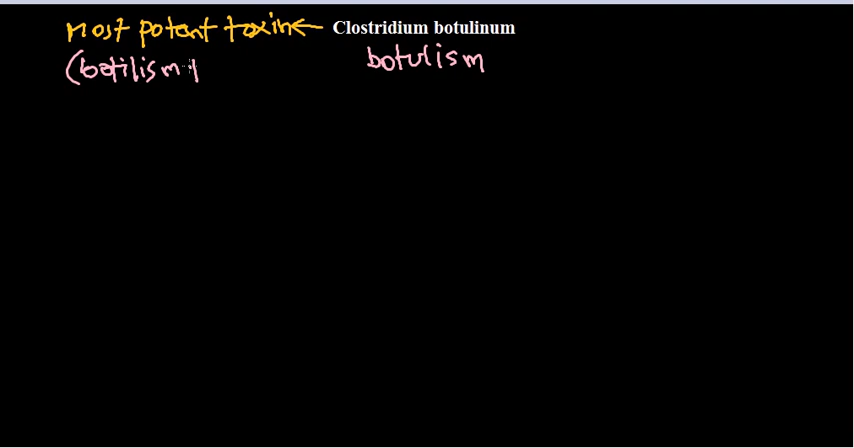 Most potent toxin ← Clostridium botulinum
(botilism botulism